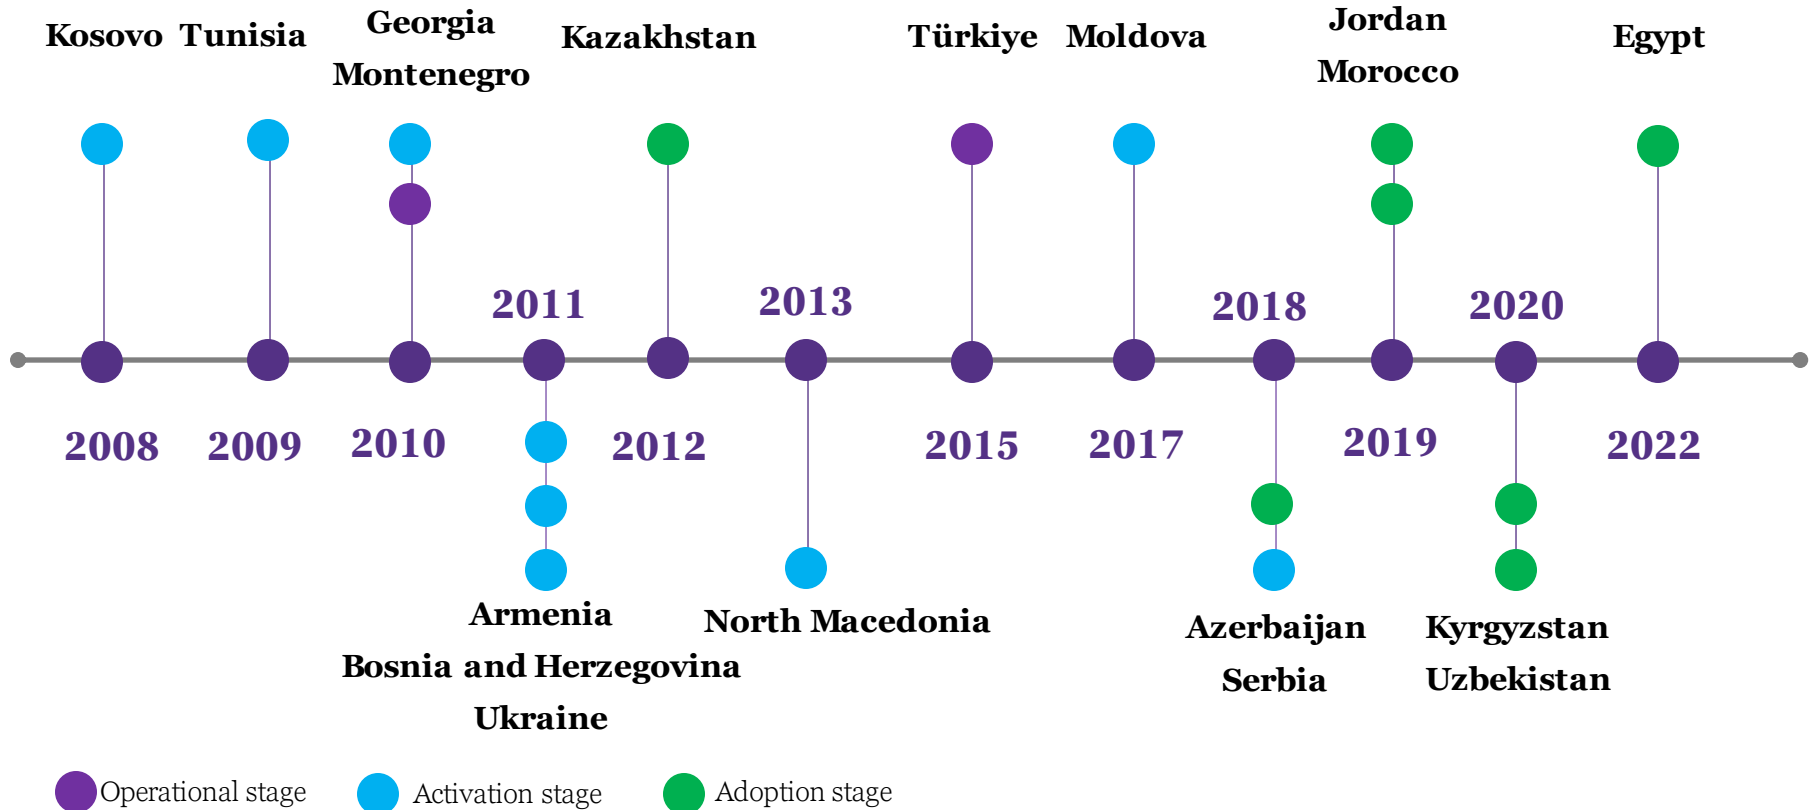 Kosovo
Tunisia
Georgia
Montenegro
Kazakhstan
Türkiye
Moldova
Jordan
Morocco
Egypt
2011
2013
2018
2020
2008
2009
2010
2012
2015
2017
2019
2022
Armenia
Bosnia and Herzegovina
Ukraine
North Macedonia
Azerbaijan
Serbia
Kyrgyzstan
Uzbekistan
Operational stage
Activation stage
Adoption stage